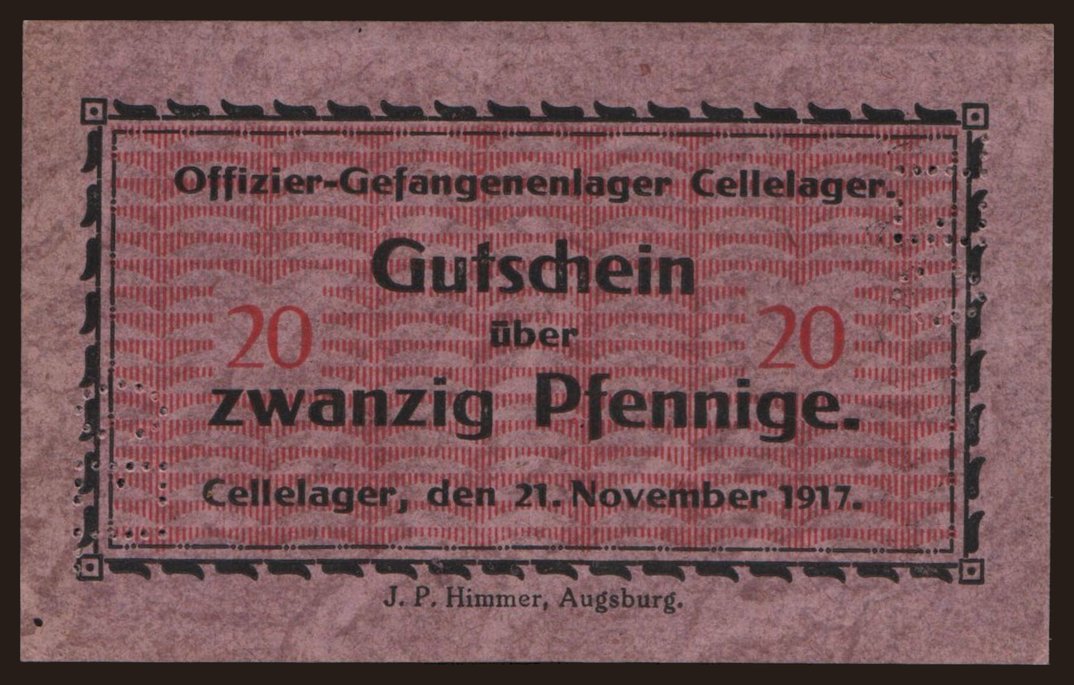 Offizier-Gefangenenlager Cellelager.
Gutschein
20 über 20
zwanzig Pfennige.
Cellelager, den 21. November 1917.
J. P. Himmer, Augsburg.